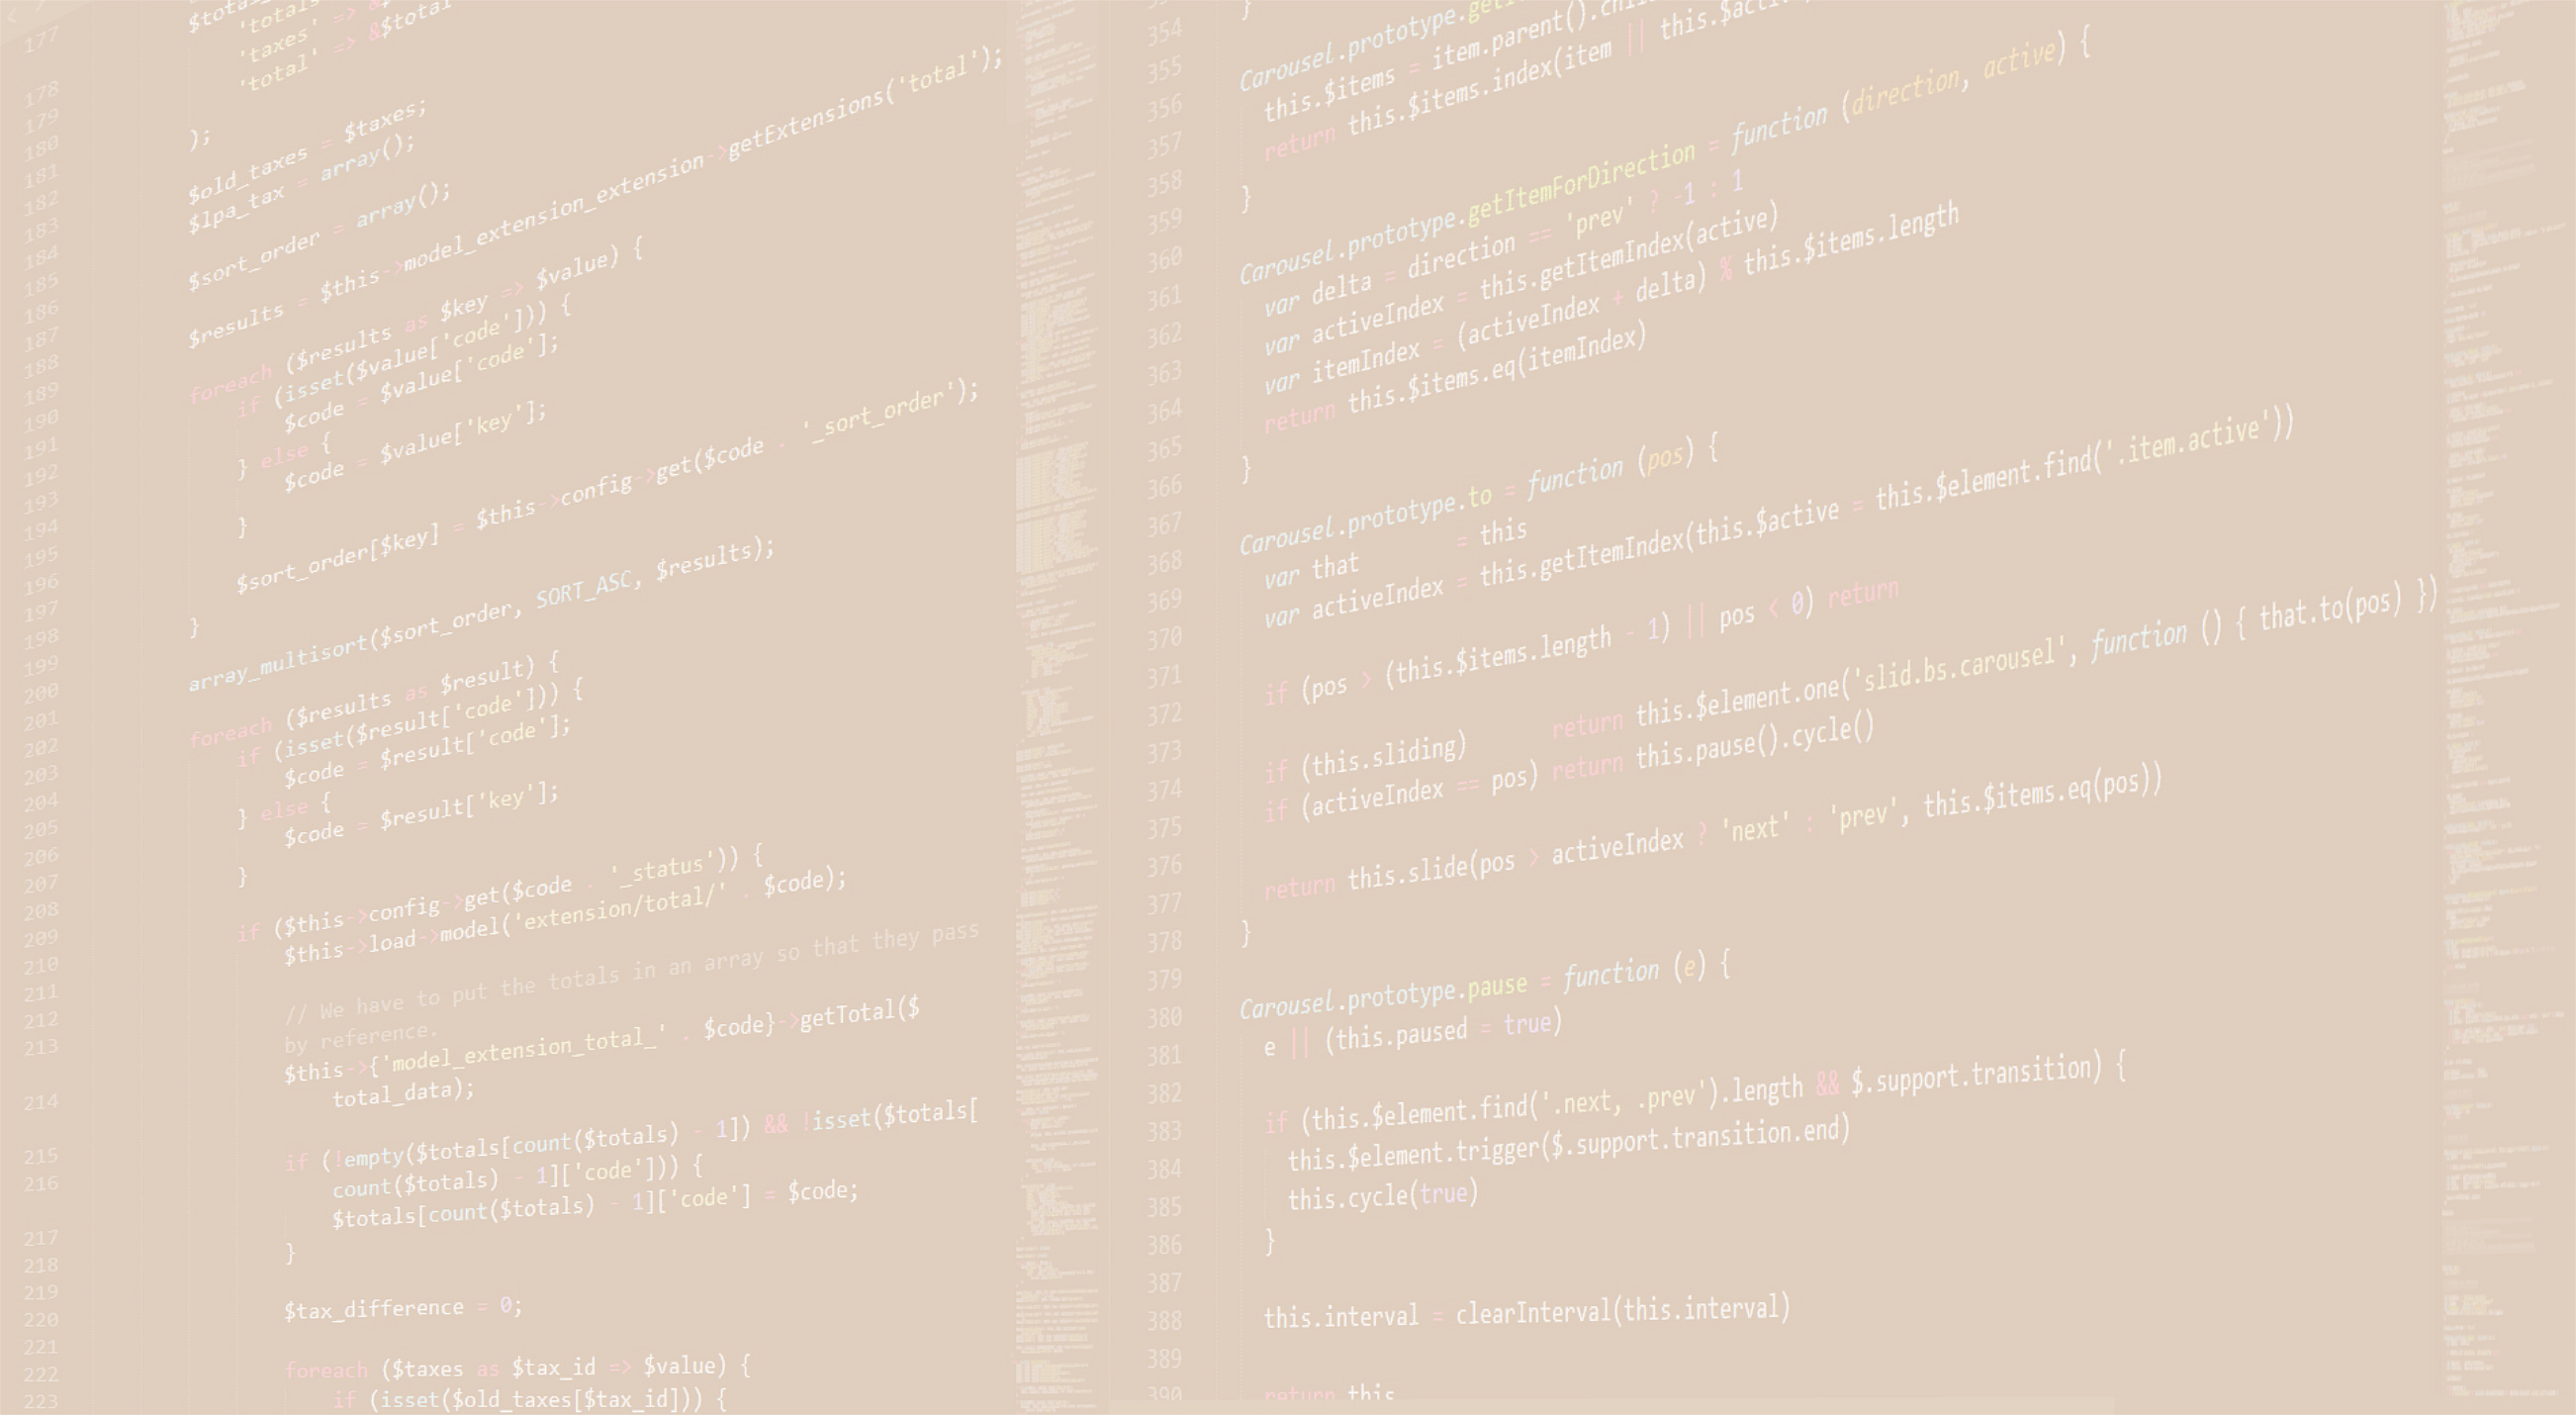 177
178
179
180
181
182
183
184
185
186
187
188
189
190
191
192
193
194
195
196
197
198
199
200
201
202
203
204
205
206
207
208
209
210
211
212
213
214
215
216
217
218
219
220
221
222
223
'taxes' => &
'total' => &$total
);
$old_taxes = $taxes;
$lpa_tax = array();
$sort_order = array();
$results = $this->model_extension_extension->getExtensions('total');
foreach ($results as $key => $value) {
if (isset($value['code'])) {
$code = $value['code'];
} else {
$code = $value['key'];
}
$sort_order[$key] = $this->config->get($code . '_sort_order');
}
array_multisort($sort_order, SORT_ASC, $results);
foreach ($results as $result) {
if (isset($result['code'])) {
$code = $result['code'];
} else {
$code = $result['key'];
}
if ($this->config->get($code . '_status')) {
$this->load->model('extension/total/' . $code);
// We have to put the totals in an array so that they pass
by reference.
$this->{'model_extension_total_' . $code}->getTotal($
total_data);
if (!empty($totals[count($totals) - 1]) && !isset($totals[
count($totals) - 1]['code'])) {
$totals[count($totals) - 1]['code'] = $code;
}
$tax_difference = 0;
foreach ($taxes as $tax_id => $value) {
if (isset($old_taxes[$tax_id])) {
354
355
356
357
358
359
360
361
362
363
364
365
366
367
368
369
370
371
372
373
374
375
376
377
378
379
380
381
382
383
384
385
386
387
388
389
390
}
Carousel.prototype.
this.$items = item.parent().
return this.$items.index(item || this.
}
Carousel.prototype.getItemForDirection = function (direction, active) {
var delta = direction == 'prev' ? -1 : 1
var activeIndex = this.getItemIndex(active)
var itemIndex = (activeIndex + delta) % this.$items.length
return this.$items.eq(itemIndex)
}
Carousel.prototype.to = function (pos) {
var that = this
var activeIndex = this.getItemIndex(this.$active = this.$element.find('.item.active'))
if (pos > (this.$items.length - 1) || pos < 0) return
if (this.sliding) return this.$element.one('slid.bs.carousel', function () { that.to(pos) })
if (activeIndex == pos) return this.pause().cycle()
return this.slide(pos > activeIndex ? 'next' : 'prev', this.$items.eq(pos))
}
Carousel.prototype.pause = function (e) {
e || (this.paused = true)
if (this.$element.find('.next, .prev').length && $.support.transition) {
this.$element.trigger($.support.transition.end)
this.cycle(true)
}
this.interval = clearInterval(this.interval)
return this